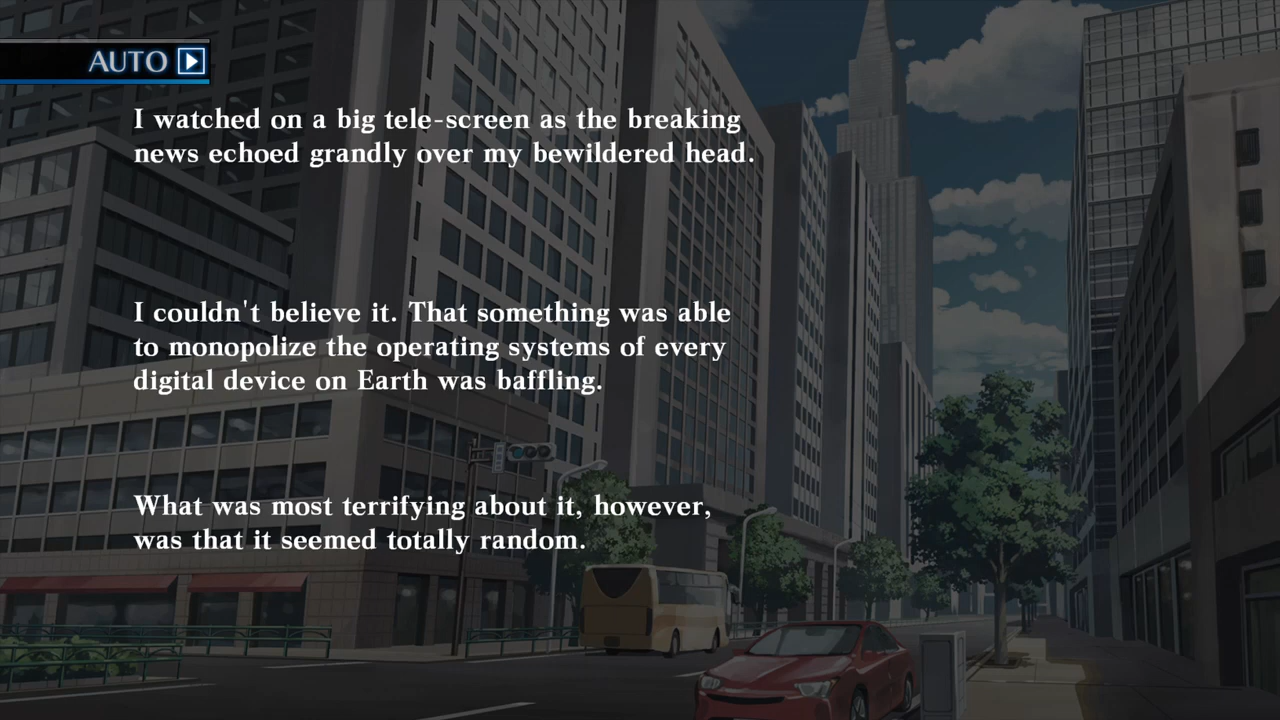 AUTO
I watched on a big tele-screen as the breaking
news echoed grandly over my bewildered head.
I couldn't believe it. That something was able
to monopolize the operating systems of every
digital device on Earth was baffling.
What was most terrifying about it, however,
was that it seemed totally random.